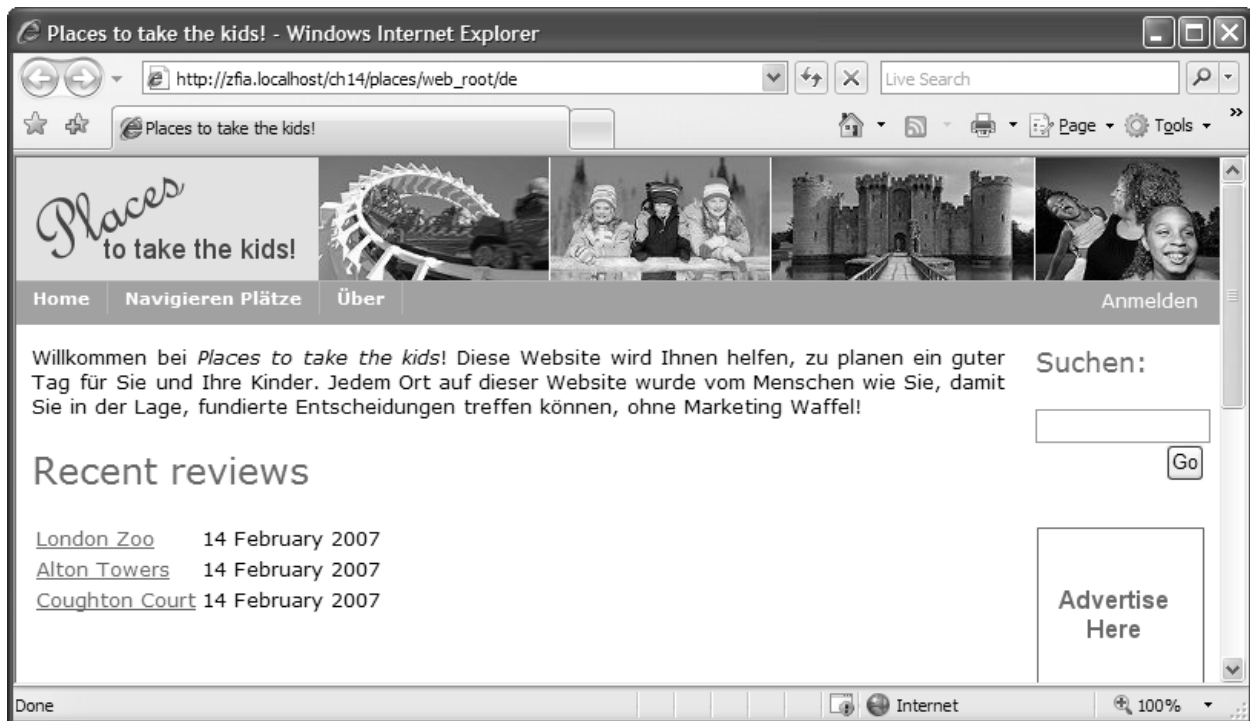 Places to take the kids! - Windows Internet Explorer
http://zfia.localhost/ch14/places/web_root/de
Live Search
Places to take the kids!
Page
Tools
»
Places
to take the kids!
Home
Navigieren Plätze
Über
Anmelden
Willkommen bei Places to take the kids! Diese Website wird Ihnen helfen, zu planen ein guter
Tag für Sie und Ihre Kinder. Jedem Ort auf dieser Website wurde vom Menschen wie Sie, damit
Sie in der Lage, fundierte Entscheidungen treffen können, ohne Marketing Waffel!
Suchen:
Go
Recent reviews
London Zoo 14 February 2007
Alton Towers 14 February 2007
Coughton Court 14 February 2007
Advertise
Here
Done
Internet
100%